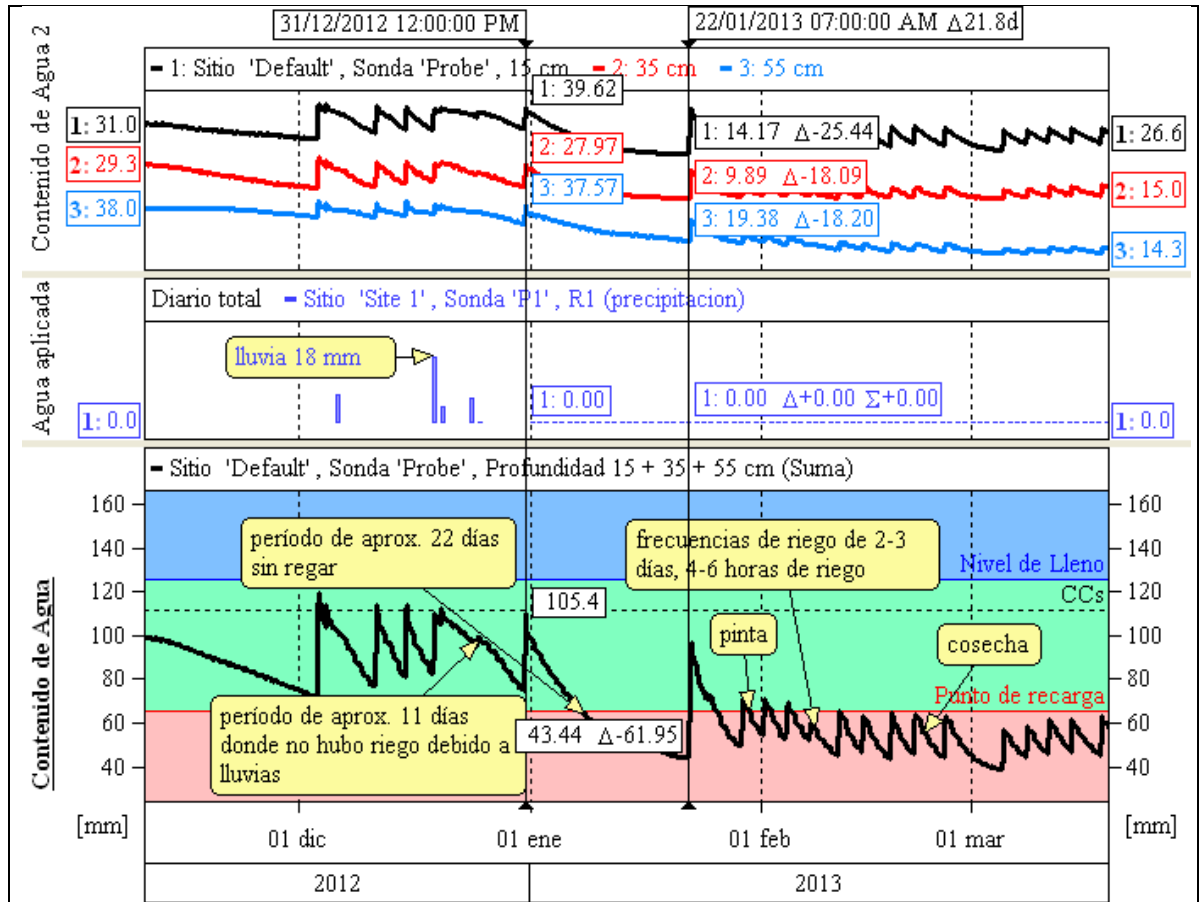 31/12/2012 12:00:00 PM
22/01/2013 07:00:00 AM Δ21.8d
Contenido de Agua 2
1: Sitio 'Default', Sonda 'Probe', 15 cm 2: 35 cm 3: 55 cm
1: 31.0
2: 29.3
3: 38.0
1: 39.62
2: 27.97
3: 37.57
1: 14.17 Δ-25.44
2: 9.89 Δ-18.09
3: 19.38 Δ-18.20
1: 26.6
2: 15.0
3: 14.3
Agua aplicada
Diario total Sitio 'Site 1', Sonda 'P1', R1 (precipitacion)
lluvia 18 mm
1: 0.0
1: 0.00
1: 0.00 Δ+0.00 Σ+0.00
1: 0.0
Contenido de Agua
Sitio 'Default', Sonda 'Probe', Profundidad 15 + 35 + 55 cm (Suma)
160
140
120
100
80
60
40
[mm]
período de aprox. 22 días
sin regar
frecuencias de riego de 2-3
días, 4-6 horas de riego
Nivel de Lleno
CCs
105.4
pinta
cosecha
Punto de recarga
período de aprox. 11 días
donde no hubo riego debido a
lluvias
43.44 Δ-61.95
160
140
120
100
80
60
40
[mm]
01 dic
01 ene
01 feb
01 mar
2012
2013